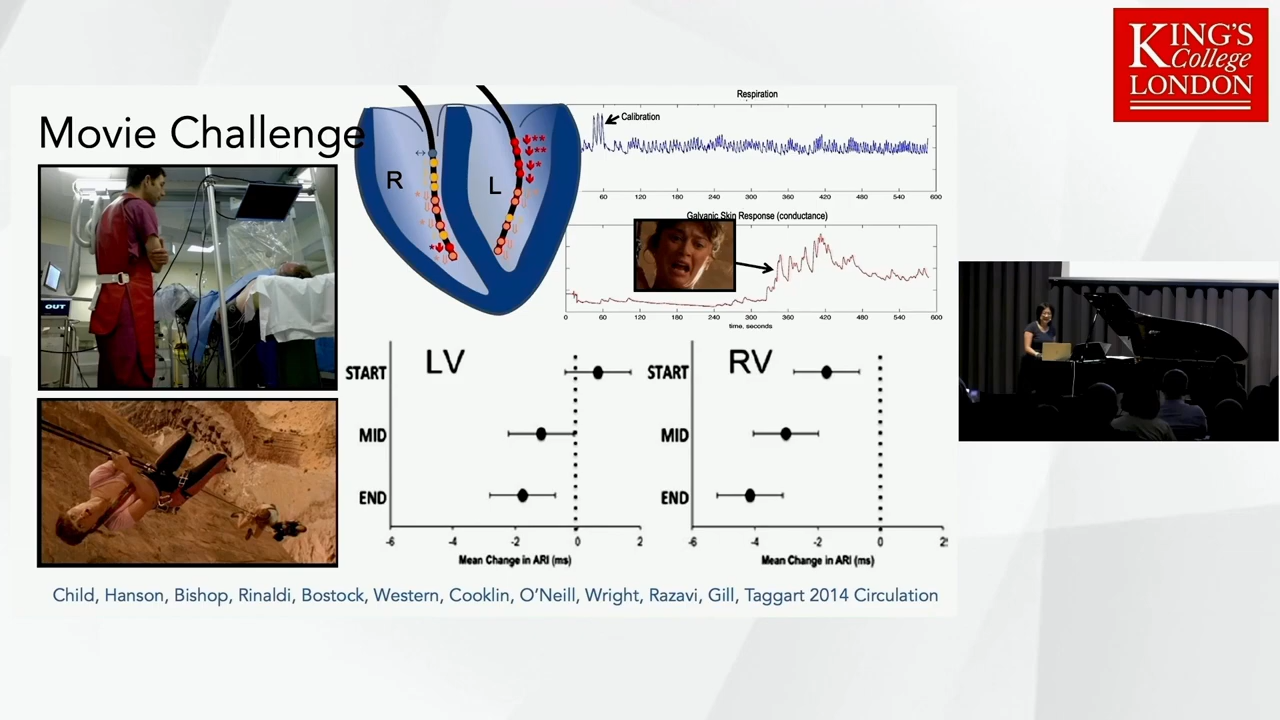 KING'S
College
LONDON
Movie Challenge
R
L
**
**
*
*
*
*
*
OUT
Respiration
Calibration
60 120 180 240 300 360 420 480 540 600
Galvanic Skin Response (conductance)
0 60 120 180 240 300 360 420 480 540 600
time, seconds
LV
START
MID
END
-6 -4 -2 0 2
Mean Change in ARI (ms)
RV
START
MID
END
-6 -4 -2 0 2
Mean Change in ARI (ms)
Child, Hanson, Bishop, Rinaldi, Bostock, Western, Cooklin, O'Neill, Wright, Razavi, Gill, Taggart 2014 Circulation